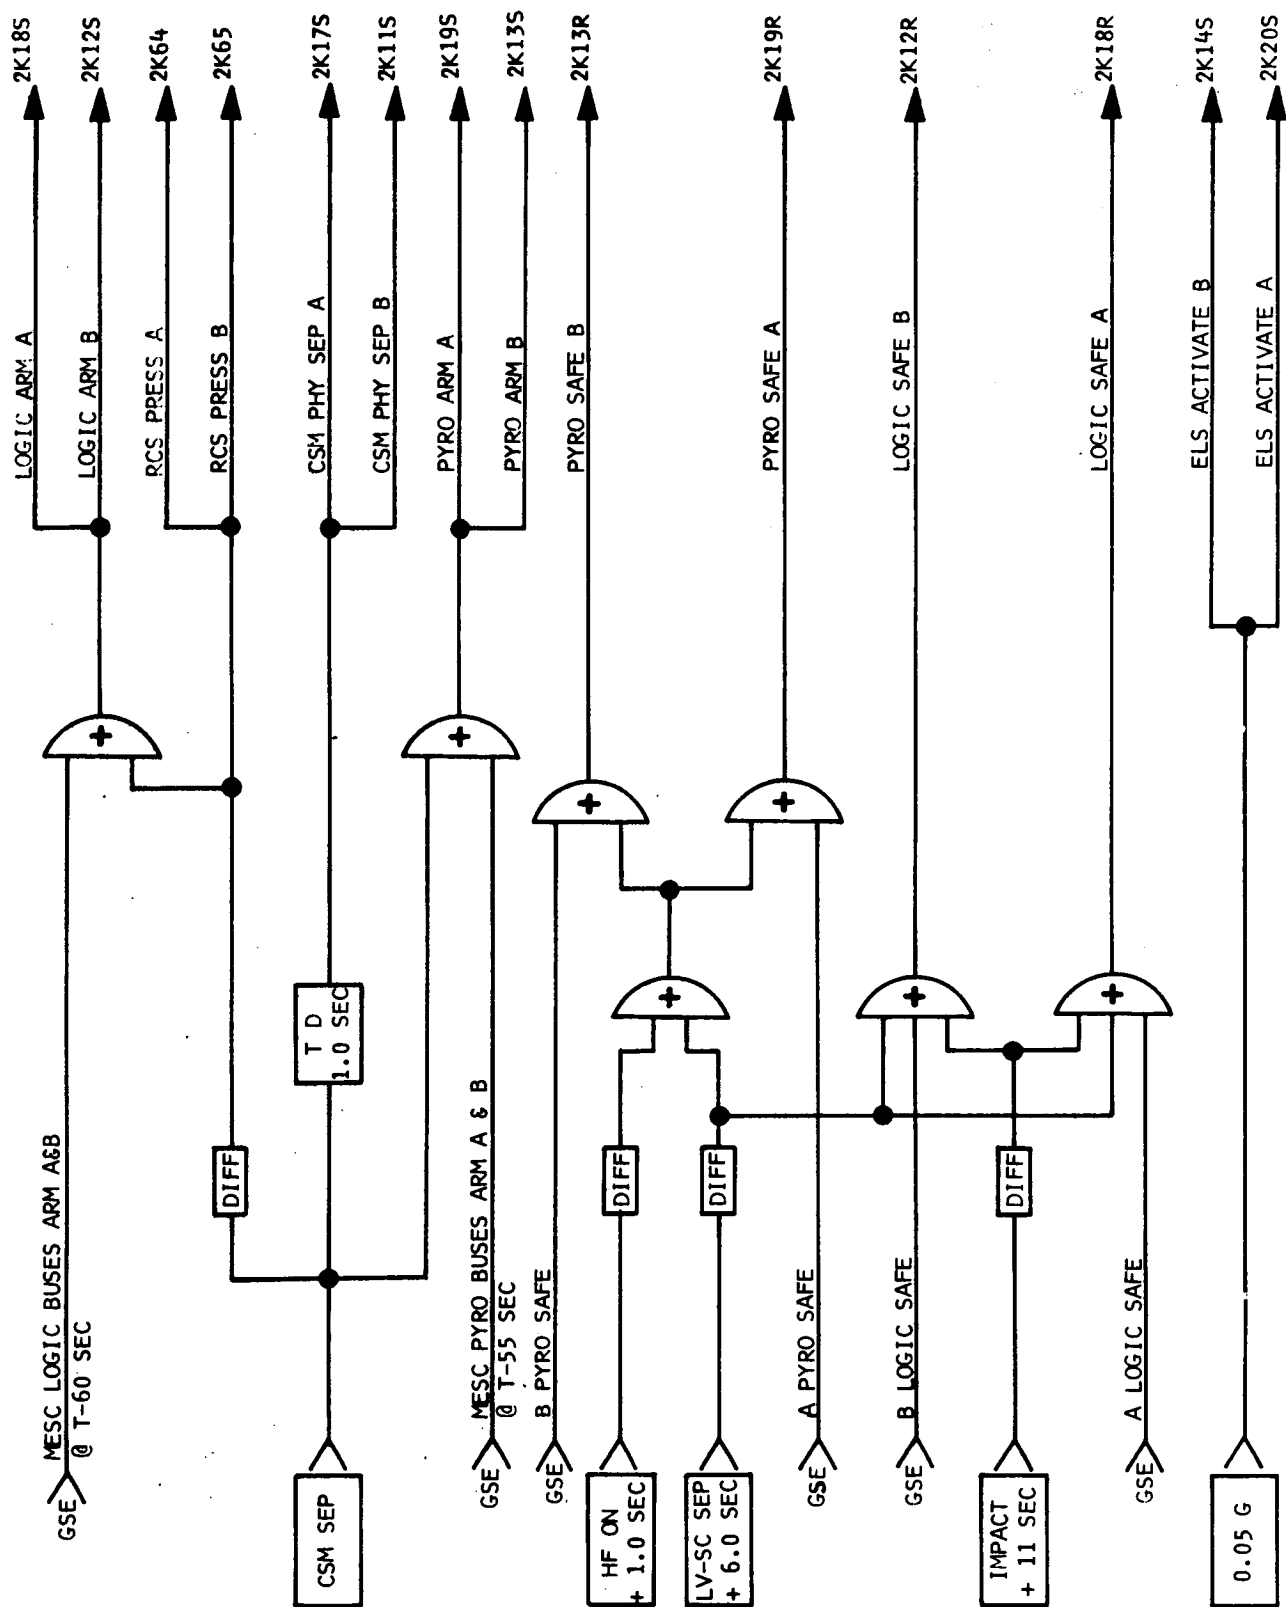 2K18S
2K12S
2K64
2K65
2K17S
2K11S
2K19S
2K13S
2K13R
2K19R
2K12R
2K18R
2K14S
2K20S
LOGIC ARM A
LOGIC ARM B
RCS PRESS A
RCS PRESS B
CSM PHY SEP A
CSM PHY SEP B
PYRO ARM A
PYRO ARM B
PYRO SAFE B
PYRO SAFE A
LOGIC SAFE B
LOGIC SAFE A
ELS ACTIVATE B
ELS ACTIVATE A
+
+
+
+
+
+
+
T D
1.0 SEC
DIFF
DIFF
DIFF
DIFF
MESC LOGIC BUSES ARM A&B
@ T-60 SEC
MESC PYRO BUSES ARM A & B
@ T-55 SEC
B PYRO SAFE
A PYRO SAFE
B LOGIC SAFE
A LOGIC SAFE
GSE
GSE
GSE
GSE
GSE
GSE
CSM SEP
HF ON
+ 1.0 SEC
LV-SC SEP
+ 6.0 SEC
IMPACT
+ 11 SEC
0.05 G